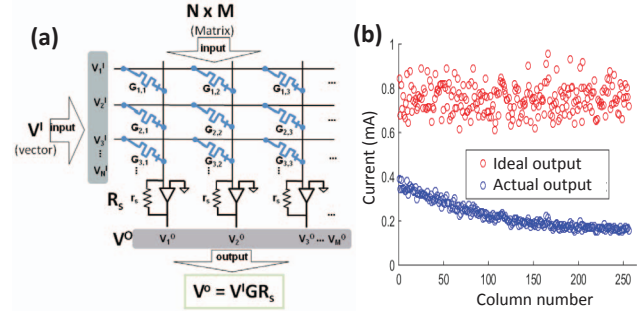 (a)
N x M
(Matrix)
input
V₁ᴵ
G₁,₁
G₁,₂
G₁,₃
...
Vᴵ
input
(vector)
V₂ᴵ
G₂,₁
G₂,₂
G₂,₃
...
V₃ᴵ
G₃,₁
G₃,₂
G₃,₃
...
⋮
Vɴᴵ
Rₛ
rₛ
rₛ
rₛ
...
Vᴼ
V₁ᴼ
V₂ᴼ
V₃ᴼ ... Vᴍᴼ
output
Vᴼ = VᴵGRₛ
(b)
Current (mA)
1
0.8
0.6
0.4
0.2
0
Ideal output
Actual output
0
50
100
150
200
250
Column number